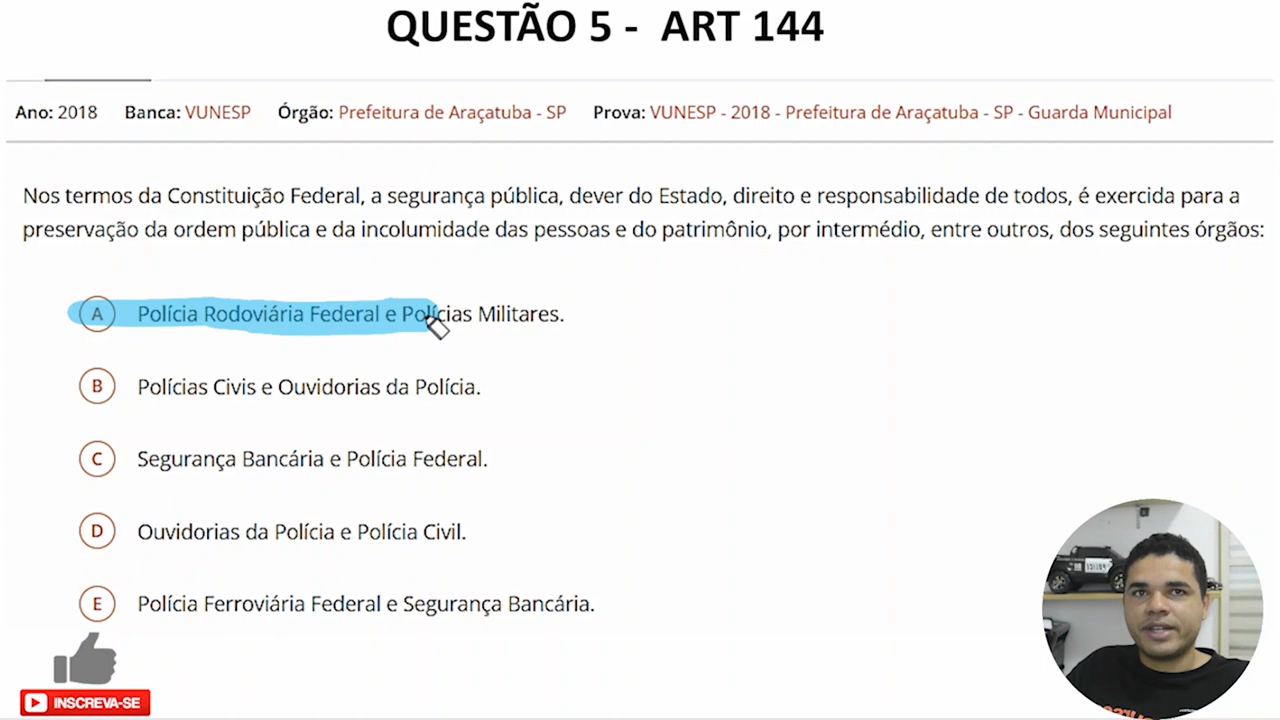 QUESTÃO 5 - ART 144
Ano: 2018 Banca: VUNESP Órgão: Prefeitura de Araçatuba - SP Prova: VUNESP - 2018 - Prefeitura de Araçatuba - SP - Guarda Municipal
Nos termos da Constituição Federal, a segurança pública, dever do Estado, direito e responsabilidade de todos, é exercida para a
preservação da ordem pública e da incolumidade das pessoas e do patrimônio, por intermédio, entre outros, dos seguintes órgãos:
A Polícia Rodoviária Federal e Polícias Militares.
B Polícias Civis e Ouvidorias da Polícia.
C Segurança Bancária e Polícia Federal.
D Ouvidorias da Polícia e Polícia Civil.
E Polícia Ferroviária Federal e Segurança Bancária.
INSCREVA-SE